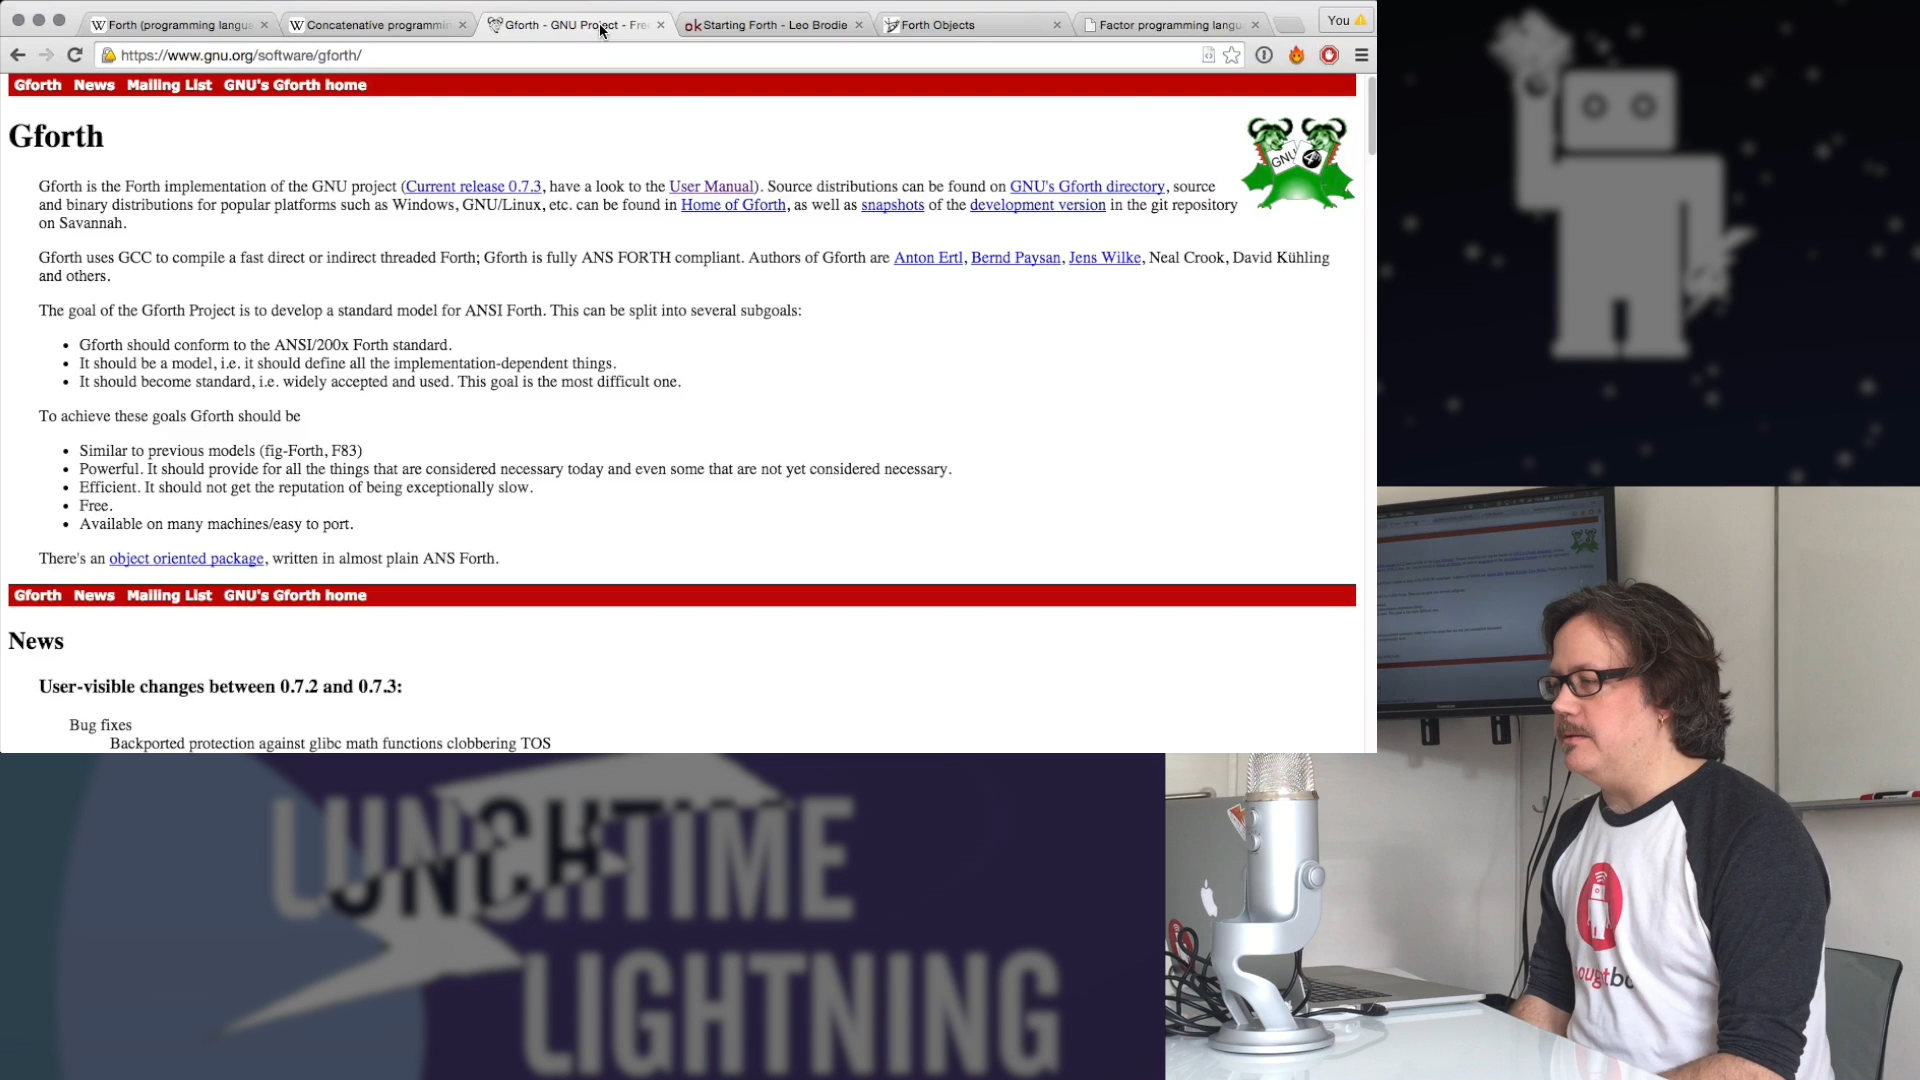 Forth (programming langua
Concatenative programmin
Gforth - GNU Project - Fre
ok Starting Forth - Leo Brodie
Forth Objects
Factor programming langu
You
https://www.gnu.org/software/gforth/
Gforth News Mailing List GNU's Gforth home
Gforth
GNU
4th
Gforth is the Forth implementation of the GNU project (Current release 0.7.3, have a look to the User Manual). Source distributions can be found on GNU's Gforth directory, source
and binary distributions for popular platforms such as Windows, GNU/Linux, etc. can be found in Home of Gforth, as well as snapshots of the development version in the git repository
on Savannah.
Gforth uses GCC to compile a fast direct or indirect threaded Forth; Gforth is fully ANS FORTH compliant. Authors of Gforth are Anton Ertl, Bernd Paysan, Jens Wilke, Neal Crook, David Kühling
and others.
The goal of the Gforth Project is to develop a standard model for ANSI Forth. This can be split into several subgoals:
Gforth should conform to the ANSI/200x Forth standard.
It should be a model, i.e. it should define all the implementation-dependent things.
It should become standard, i.e. widely accepted and used. This goal is the most difficult one.
To achieve these goals Gforth should be
Similar to previous models (fig-Forth, F83)
Powerful. It should provide for all the things that are considered necessary today and even some that are not yet considered necessary.
Efficient. It should not get the reputation of being exceptionally slow.
Free.
Available on many machines/easy to port.
There's an object oriented package, written in almost plain ANS Forth.
Gforth News Mailing List GNU's Gforth home
News
User-visible changes between 0.7.2 and 0.7.3:
Bug fixes
Backported protection against glibc math functions clobbering TOS
LUNCHTIME
LIGHTNING
ougtbo